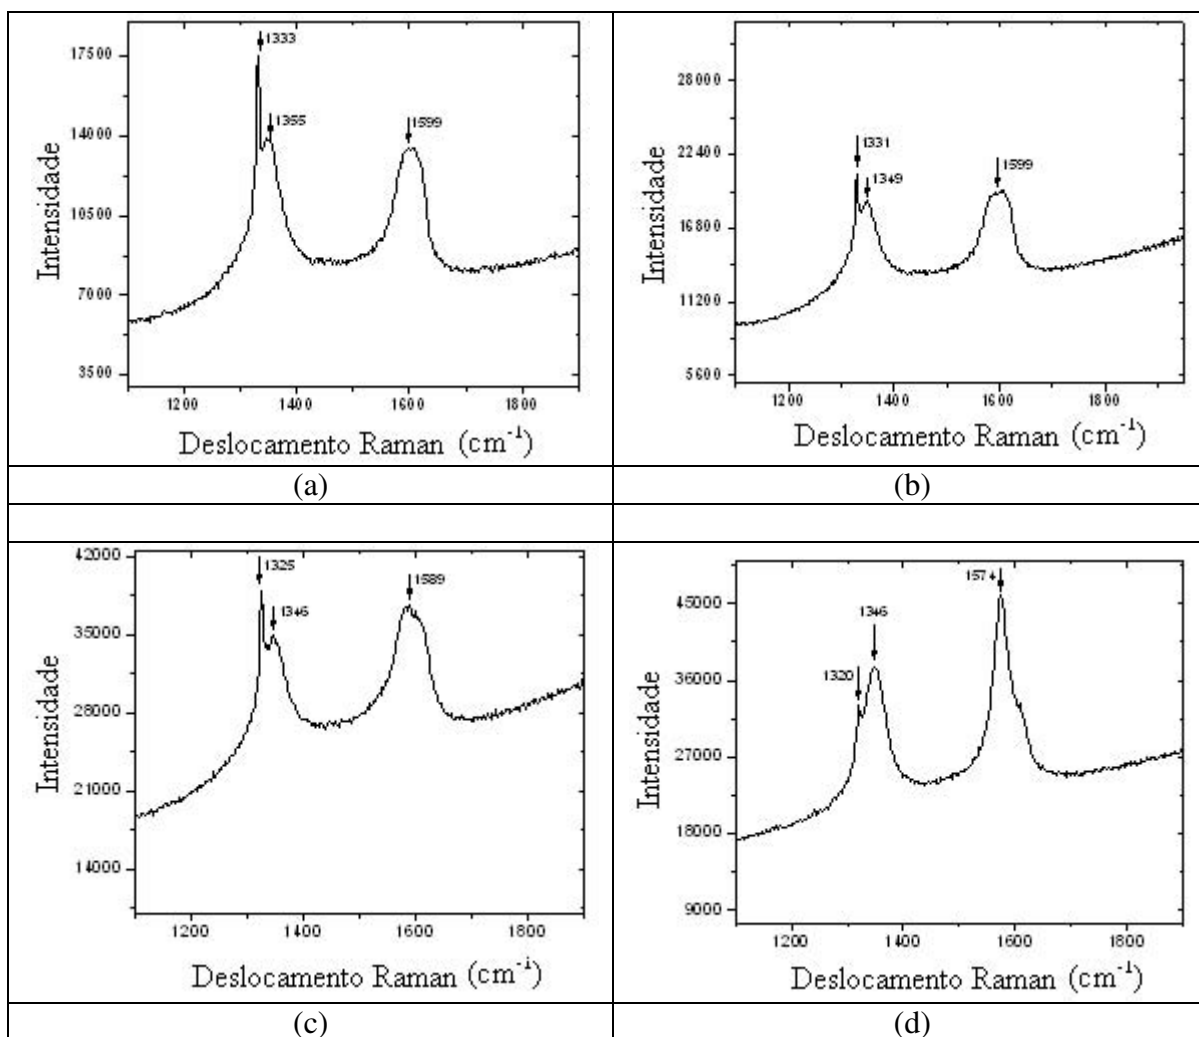 1333
17500
1355
1599
14000
10500
7000
3500
Intensidade
1200 1400 1600 1800
Deslocamento Raman (cm⁻¹)
(a)
28000
22400
1331
1349
1599
16800
11200
5600
Intensidade
1200 1400 1600 1800
Deslocamento Raman (cm⁻¹)
(b)
42000
1325
1589
1346
35000
28000
21000
14000
Intensidade
1200 1400 1600 1800
Deslocamento Raman (cm⁻¹)
(c)
1574
45000
1346
1320
36000
27000
18000
9000
Intensidade
1200 1400 1600 1800
Deslocamento Raman (cm⁻¹)
(d)